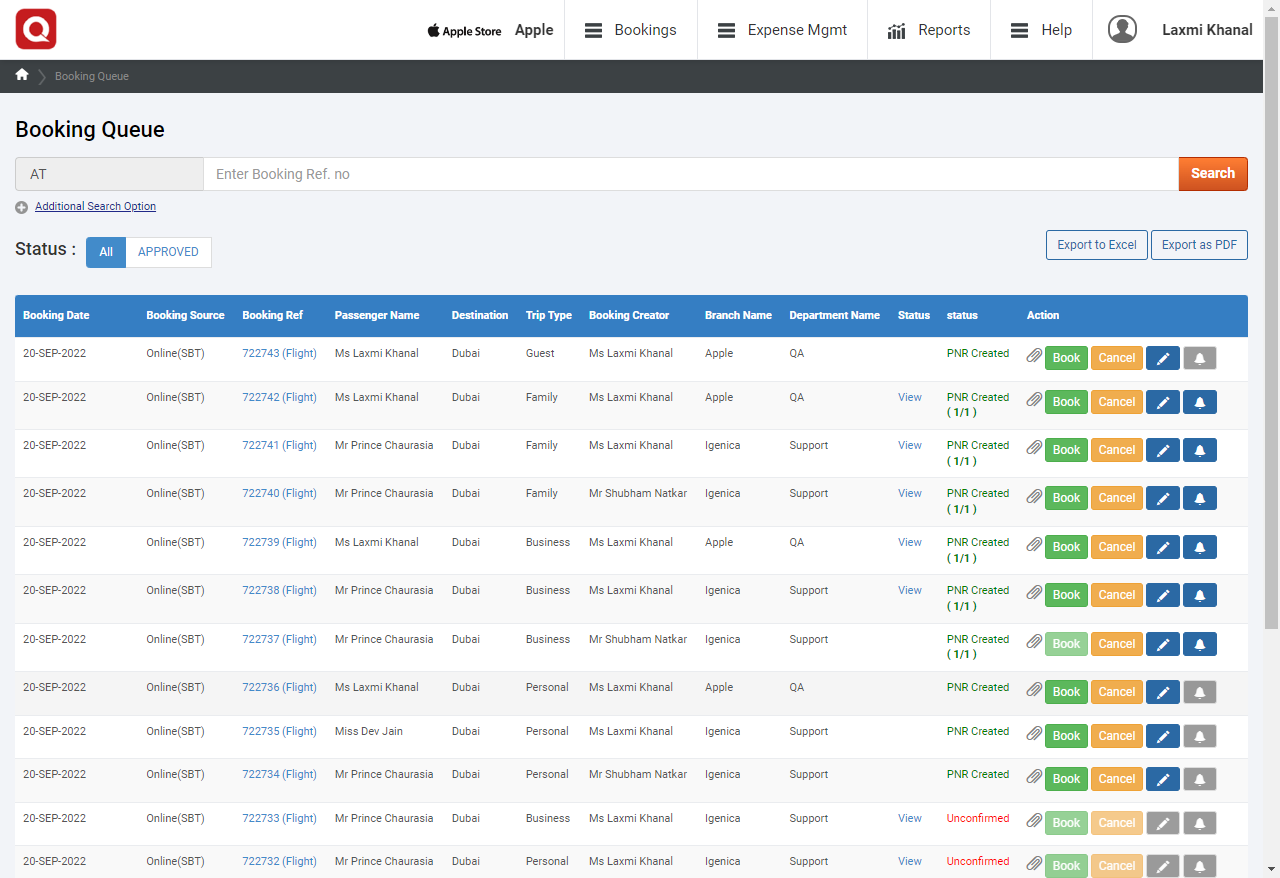 Apple Store Apple Bookings Expense Mgmt Reports Help Laxmi Khanal
Booking Queue
Booking Queue
AT Enter Booking Ref. no Search
Additional Search Option
Status : All APPROVED Export to Excel Export as PDF
Booking Date Booking Source Booking Ref Passenger Name Destination Trip Type Booking Creator Branch Name Department Name Status status Action
20-SEP-2022 Online(SBT) 722743 (Flight) Ms Laxmi Khanal Dubai Guest Ms Laxmi Khanal Apple QA PNR Created Book Cancel
20-SEP-2022 Online(SBT) 722742 (Flight) Ms Laxmi Khanal Dubai Family Ms Laxmi Khanal Apple QA View PNR Created Book Cancel
( 1/1 )
20-SEP-2022 Online(SBT) 722741 (Flight) Mr Prince Chaurasia Dubai Family Ms Laxmi Khanal Igenica Support View PNR Created Book Cancel
( 1/1 )
20-SEP-2022 Online(SBT) 722740 (Flight) Mr Prince Chaurasia Dubai Family Mr Shubham Natkar Igenica Support View PNR Created Book Cancel
( 1/1 )
20-SEP-2022 Online(SBT) 722739 (Flight) Ms Laxmi Khanal Dubai Business Ms Laxmi Khanal Apple QA View PNR Created Book Cancel
( 1/1 )
20-SEP-2022 Online(SBT) 722738 (Flight) Mr Prince Chaurasia Dubai Business Ms Laxmi Khanal Igenica Support View PNR Created Book Cancel
( 1/1 )
20-SEP-2022 Online(SBT) 722737 (Flight) Mr Prince Chaurasia Dubai Business Mr Shubham Natkar Igenica Support PNR Created Book Cancel
( 1/1 )
20-SEP-2022 Online(SBT) 722736 (Flight) Ms Laxmi Khanal Dubai Personal Ms Laxmi Khanal Apple QA PNR Created Book Cancel
20-SEP-2022 Online(SBT) 722735 (Flight) Miss Dev Jain Dubai Personal Ms Laxmi Khanal Igenica Support PNR Created Book Cancel
20-SEP-2022 Online(SBT) 722734 (Flight) Mr Prince Chaurasia Dubai Personal Mr Shubham Natkar Igenica Support PNR Created Book Cancel
20-SEP-2022 Online(SBT) 722733 (Flight) Mr Prince Chaurasia Dubai Business Ms Laxmi Khanal Igenica Support View Unconfirmed Book Cancel
20-SEP-2022 Online(SBT) 722732 (Flight) Mr Prince Chaurasia Dubai Personal Ms Laxmi Khanal Igenica Support View Unconfirmed Book Cancel